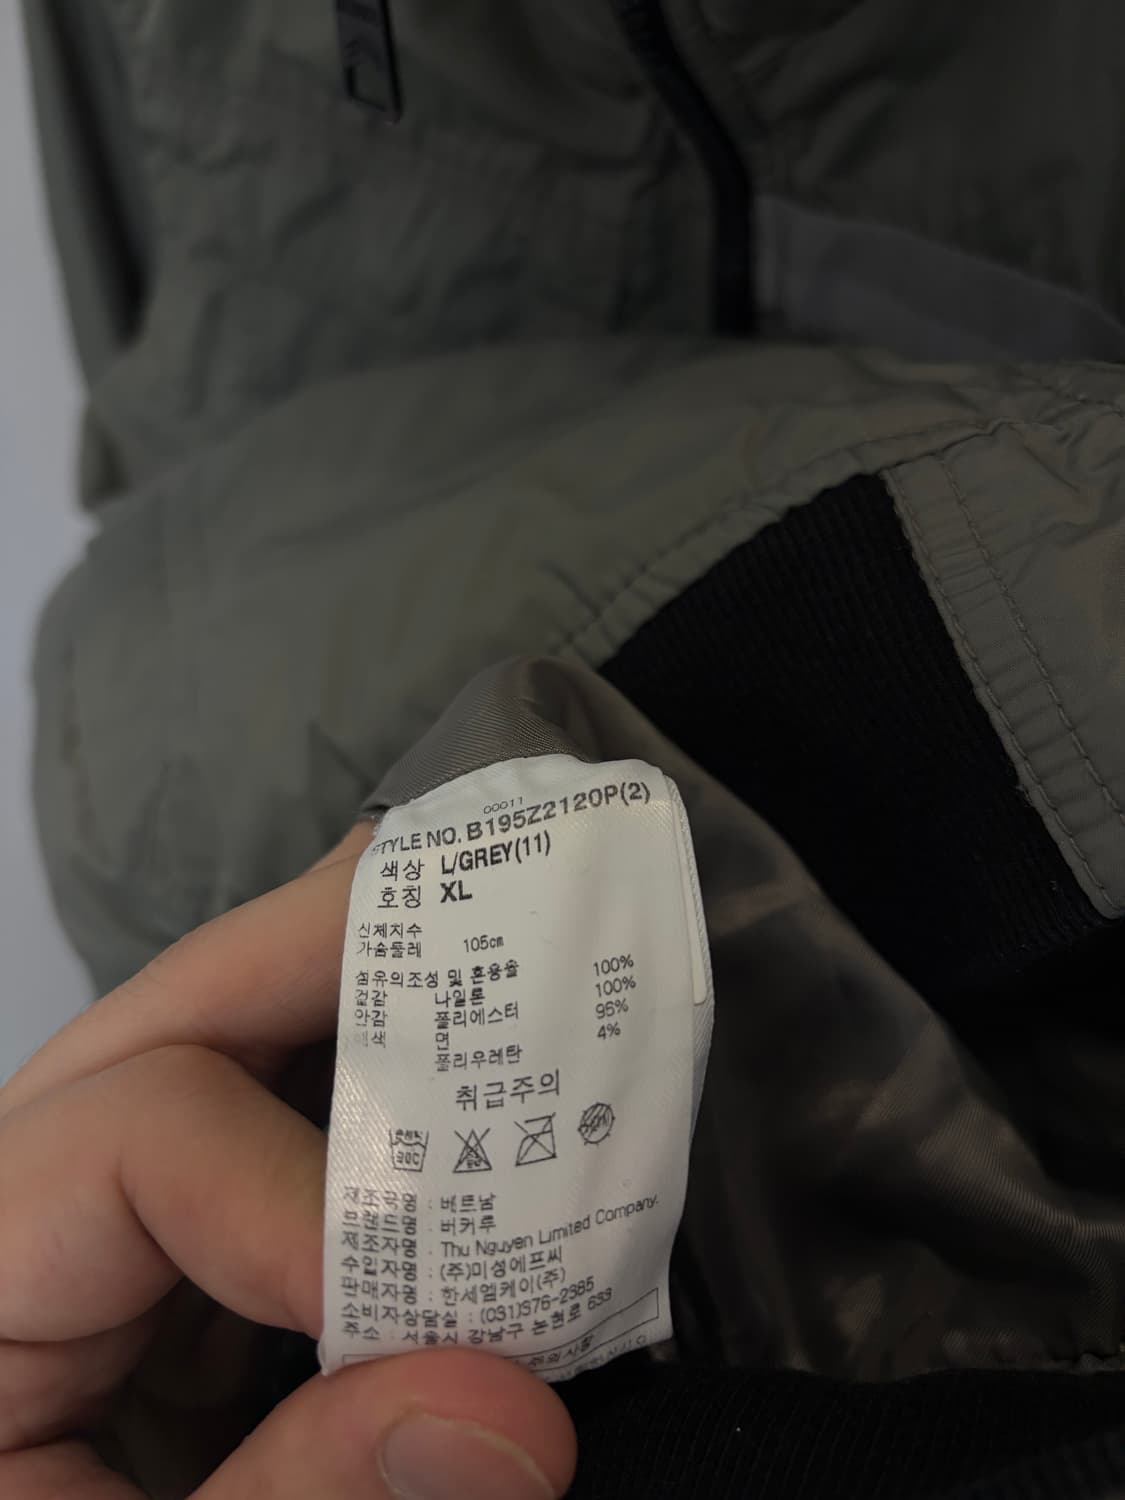 00011
STYLE NO. B195Z2120P(2)
색상 L/GREY(11)
호칭 XL
신체치수
가슴둘레 105cm
섬유의조성 및 혼용율
겉감 나일론 100%
안감 폴리에스터 100%
배색 면 96%
폴리우레탄 4%
취급주의
제조국명 : 베트남
브랜드명 : 버커루
제조자명 : Thu Nguyen Limited Company.
수입자명 : (주)미성에프씨
판매자명 : 한세엠케이(주)
소비자상담실 : (031)376-2385
주소 : 서울시 강남구 논현로 633